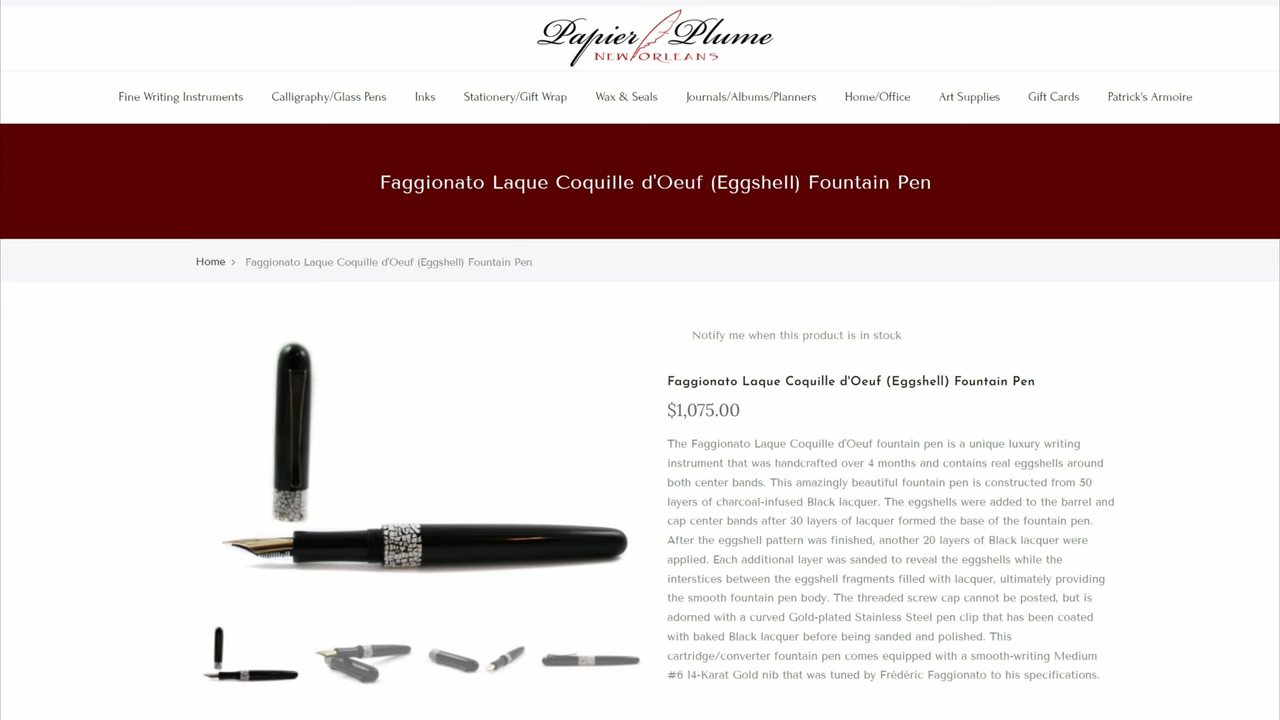 Papier Plume
NEW ORLEANS
Fine Writing Instruments
Calligraphy/Glass Pens
Inks
Stationery/Gift Wrap
Wax & Seals
Journals/Albums/Planners
Home/Office
Art Supplies
Gift Cards
Patrick's Armoire
Faggionato Laque Coquille d'Oeuf (Eggshell) Fountain Pen
Home > Faggionato Laque Coquille d'Oeuf (Eggshell) Fountain Pen
Notify me when this product is in stock
Faggionato Laque Coquille d'Oeuf (Eggshell) Fountain Pen
$1,075.00
The Faggionato Laque Coquille d'Oeuf fountain pen is a unique luxury writing
instrument that was handcrafted over 4 months and contains real eggshells around
both center bands. This amazingly beautiful fountain pen is constructed from 50
layers of charcoal-infused Black lacquer. The eggshells were added to the barrel and
cap center bands after 30 layers of lacquer formed the base of the fountain pen.
After the eggshell pattern was finished, another 20 layers of Black lacquer were
applied. Each additional layer was sanded to reveal the eggshells while the
interstices between the eggshell fragments filled with lacquer, ultimately providing
the smooth fountain pen body. The threaded screw cap cannot be posted, but is
adorned with a curved Gold-plated Stainless Steel pen clip that has been coated
with baked Black lacquer before being sanded and polished. This
cartridge/converter fountain pen comes equipped with a smooth-writing Medium
#6 14-Karat Gold nib that was tuned by Frédéric Faggionato to his specifications.